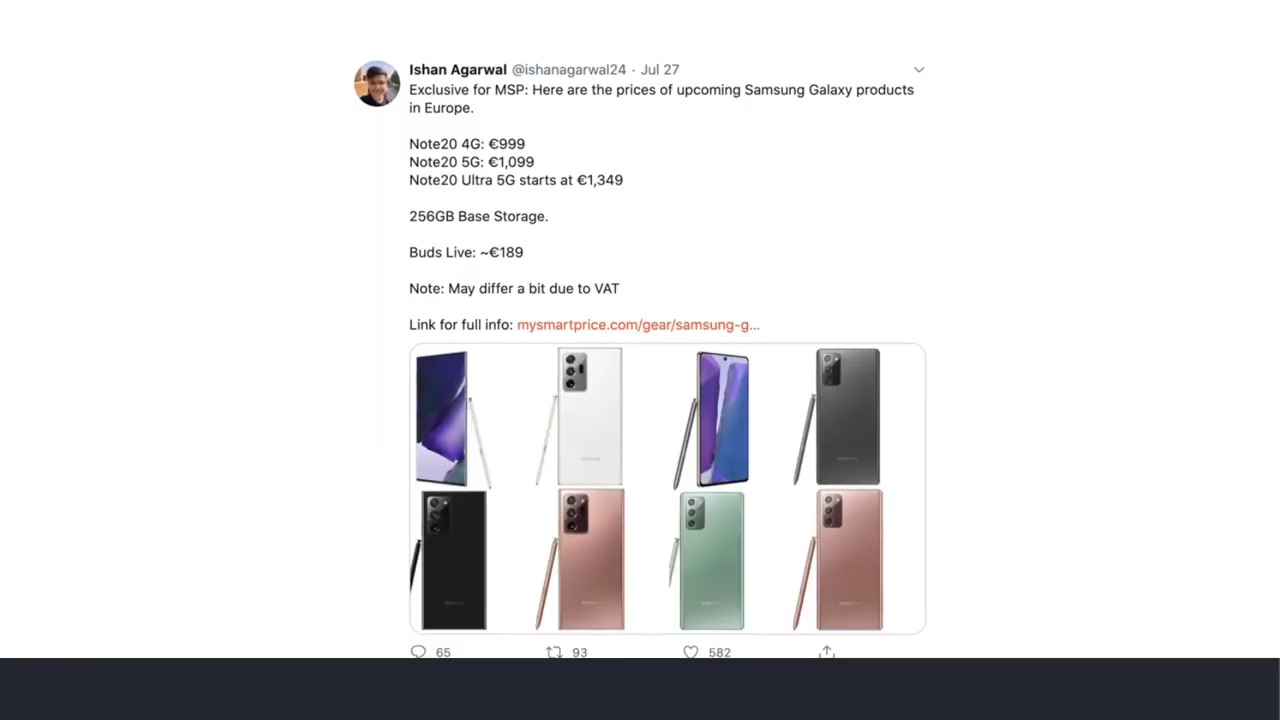 Ishan Agarwal @ishanagarwal24 · Jul 27
Exclusive for MSP: Here are the prices of upcoming Samsung Galaxy products
in Europe.
Note20 4G: €999
Note20 5G: €1,099
Note20 Ultra 5G starts at €1,349
256GB Base Storage.
Buds Live: ~€189
Note: May differ a bit due to VAT
Link for full info: mysmartprice.com/gear/samsung-g...
65 93 582